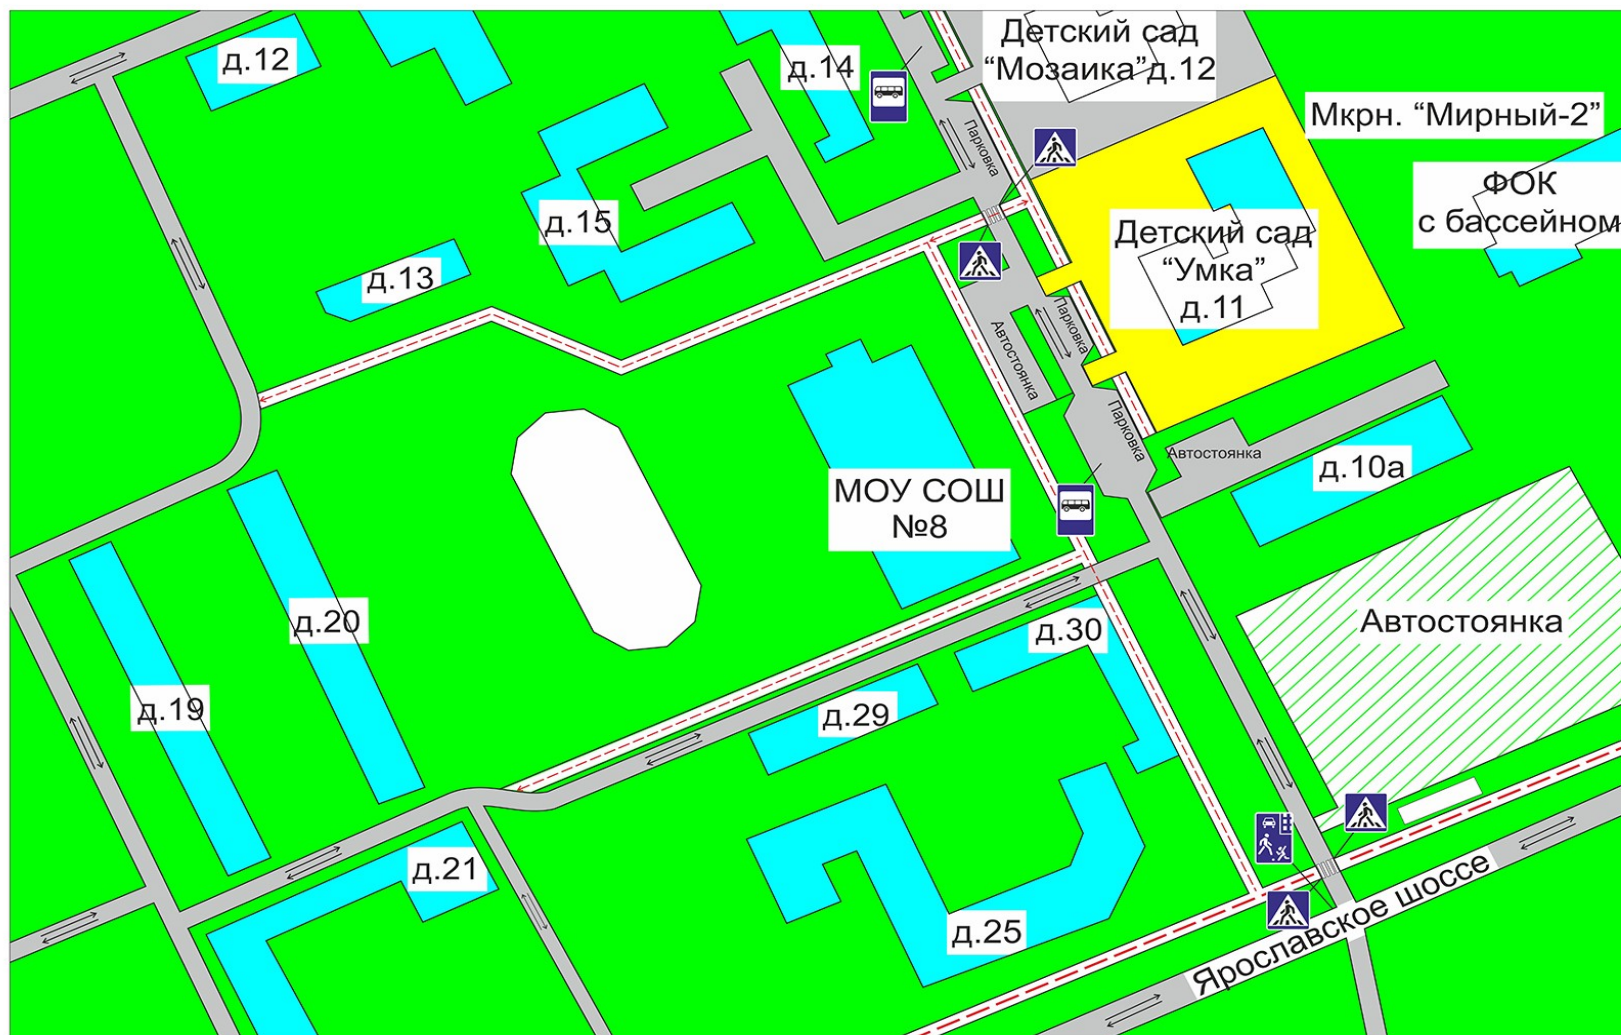 Детский сад
“Мозаика”д.12
д.12
д.14
Мкрн. “Мирный-2”
Парковка
ФОК
с бассейном
д.15
Детский сад
“Умка”
д.11
д.13
Парковка
Автостоянка
Парковка
Автостоянка
д.10а
МОУ СОШ
№8
д.20
Автостоянка
д.30
д.19
д.29
д.21
д.25
Ярославское шоссе